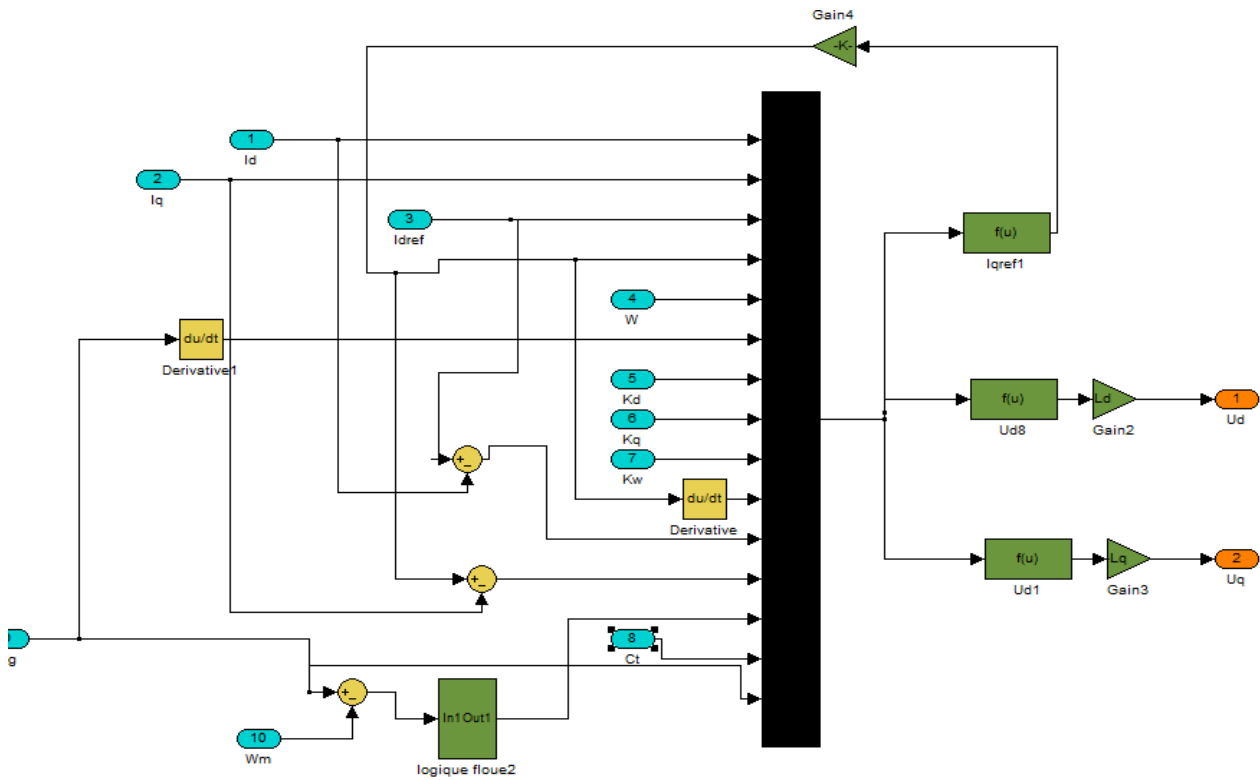 Gain4
-K-
1
Id
2
Iq
3
Idref
f(u)
Iqref1
4
W
du/dt
Derivative1
5
Kd
6
Kq
7
Kw
f(u)
Ud8
Ld
Gain2
1
Ud
+
-
du/dt
Derivative
f(u)
Ud1
Lq
Gain3
2
Uq
+
-
8
Ct
g
+
-
10
Wm
In1
Out1
logique floue2